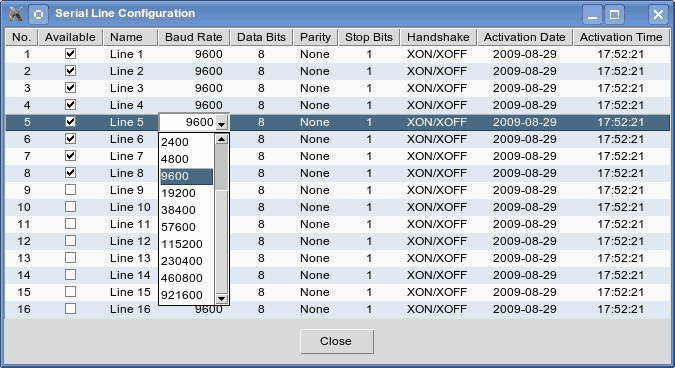 Serial Line Configuration
No. Available Name Baud Rate Data Bits Parity Stop Bits Handshake Activation Date Activation Time
1 Line 1 9600 8 None 1 XON/XOFF 2009-08-29 17:52:21
2 Line 2 9600 8 None 1 XON/XOFF 2009-08-29 17:52:21
3 Line 3 9600 8 None 1 XON/XOFF 2009-08-29 17:52:21
4 Line 4 9600 8 None 1 XON/XOFF 2009-08-29 17:52:21
5 Line 5 9600 8 None 1 XON/XOFF 2009-08-29 17:52:21
6 Line 6 2400 8 None 1 XON/XOFF 2009-08-29 17:52:21
7 Line 7 4800 8 None 1 XON/XOFF 2009-08-29 17:52:21
8 Line 8 9600 8 None 1 XON/XOFF 2009-08-29 17:52:21
9 Line 9 19200 8 None 1 XON/XOFF 2009-08-29 17:52:21
10 Line 10 38400 8 None 1 XON/XOFF 2009-08-29 17:52:21
11 Line 11 57600 8 None 1 XON/XOFF 2009-08-29 17:52:21
12 Line 12 115200 8 None 1 XON/XOFF 2009-08-29 17:52:21
13 Line 13 230400 8 None 1 XON/XOFF 2009-08-29 17:52:21
14 Line 14 460800 8 None 1 XON/XOFF 2009-08-29 17:52:21
15 Line 15 921600 8 None 1 XON/XOFF 2009-08-29 17:52:21
16 Line 16 9600 8 None 1 XON/XOFF 2009-08-29 17:52:21
Close